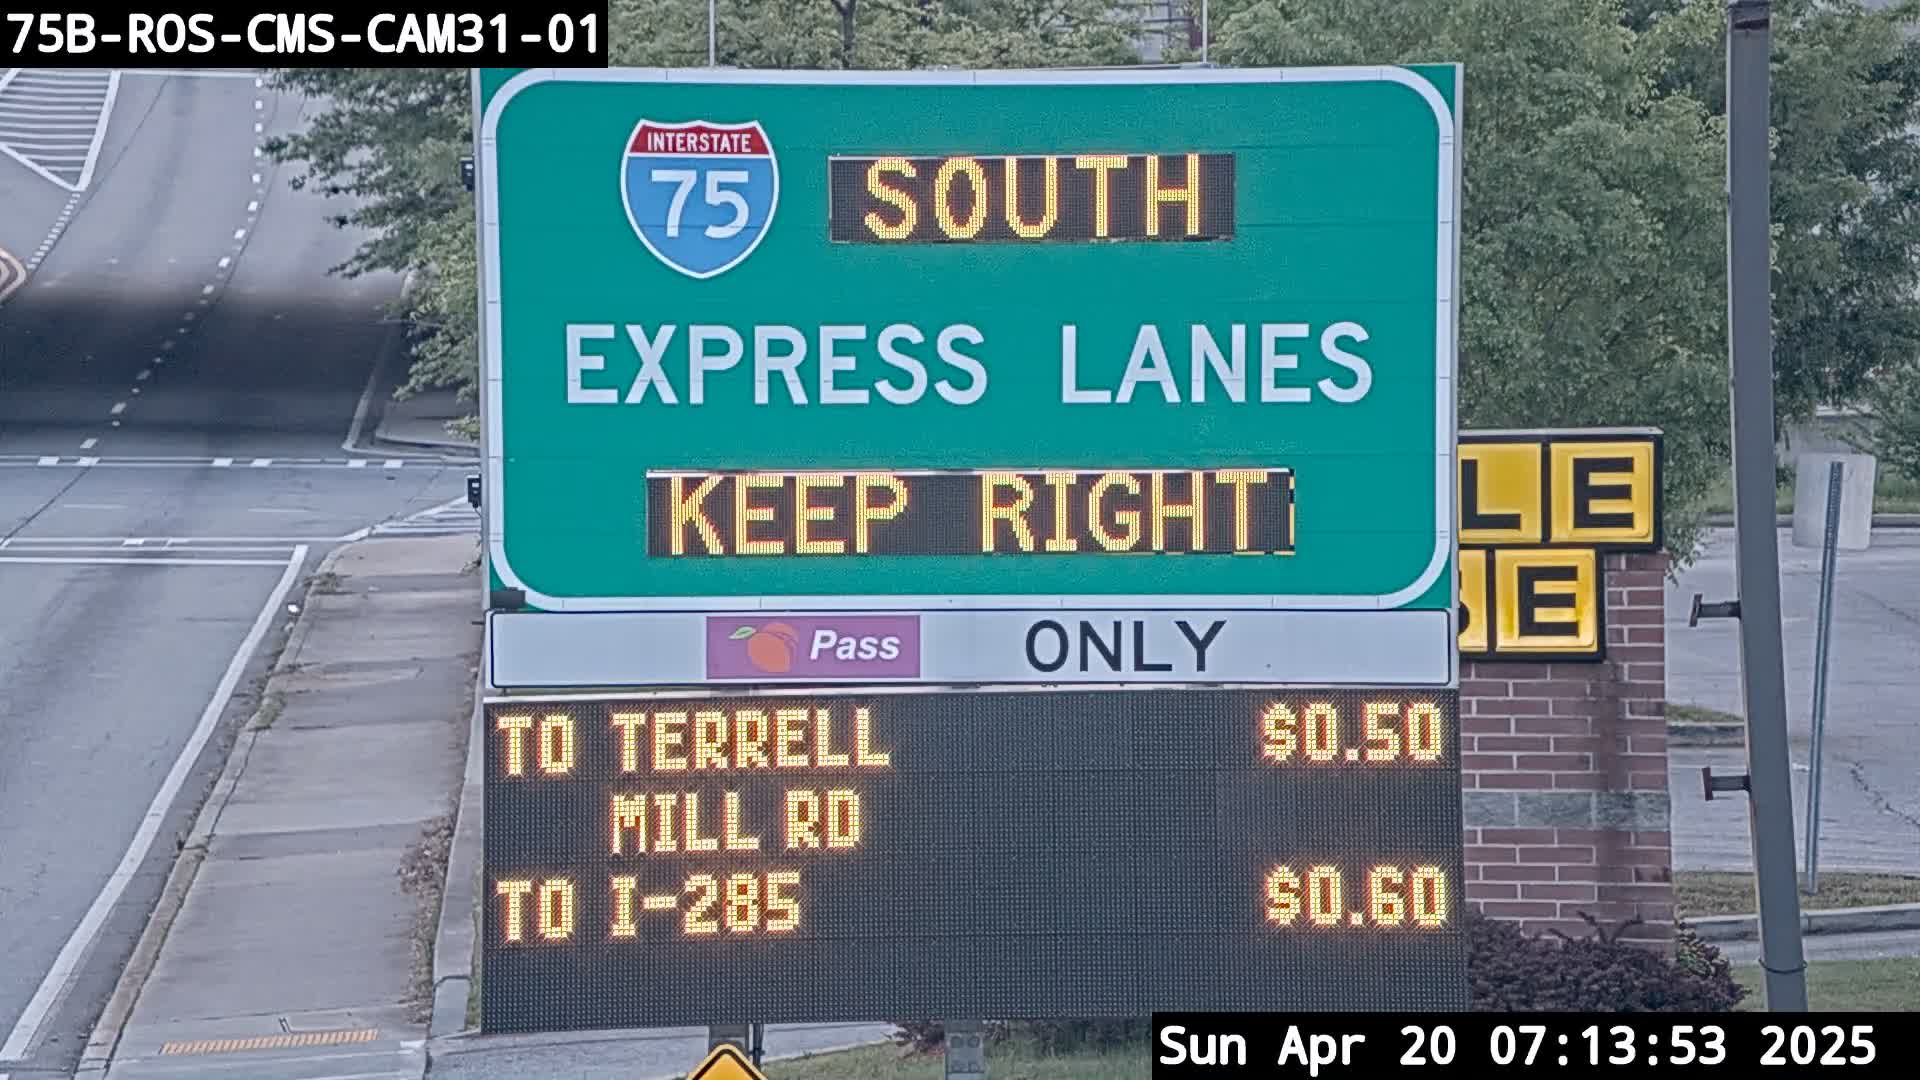 75B-ROS-CMS-CAM31-01
INTERSTATE
75
SOUTH
EXPRESS LANES
KEEP RIGHT
Pass ONLY
LE
E
TO TERRELL $0.50
MILL RD
TO I-285 $0.60
Sun Apr 20 07:13:53 2025